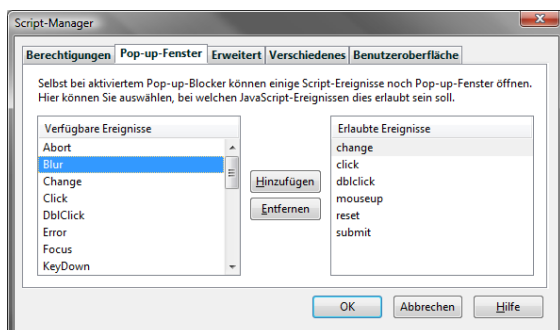 Script-Manager
Berechtigungen Pop-up-Fenster Erweitert Verschiedenes Benutzeroberfläche
Selbst bei aktiviertem Pop-up-Blocker können einige Script-Ereignisse noch Pop-up-Fenster öffnen.
Hier können Sie auswählen, bei welchen JavaScript-Ereignissen dies erlaubt sein soll.
Verfügbare Ereignisse
Abort
Blur
Change
Click
DblClick
Error
Focus
KeyDown
Hinzufügen
Entfernen
Erlaubte Ereignisse
change
click
dblclick
mouseup
reset
submit
OK Abbrechen Hilfe